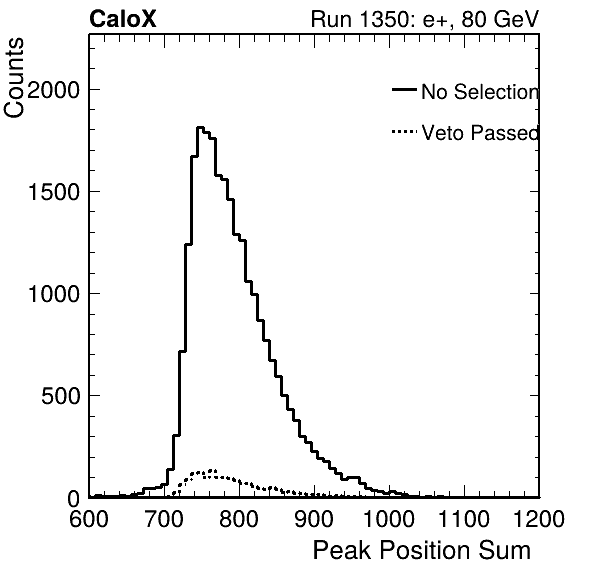 CaloX Run 1350: e+, 80 GeV
Counts
2000
1500
1000
500
0
No Selection
Veto Passed
600 700 800 900 1000 1100 1200
Peak Position Sum